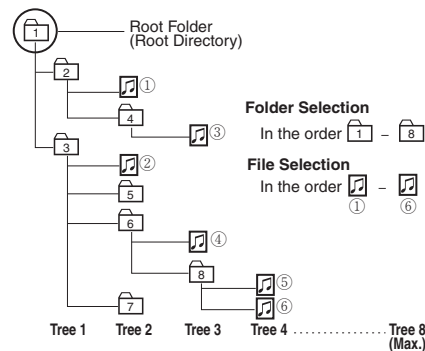 1
Root Folder
(Root Directory)
2
①
4
③
Folder Selection
In the order 1 – 8
3
②
File Selection
In the order –
① ⑥
5
6
④
8
⑤
⑥
7
Tree 1 Tree 2 Tree 3 Tree 4 .................. Tree 8
(Max.)